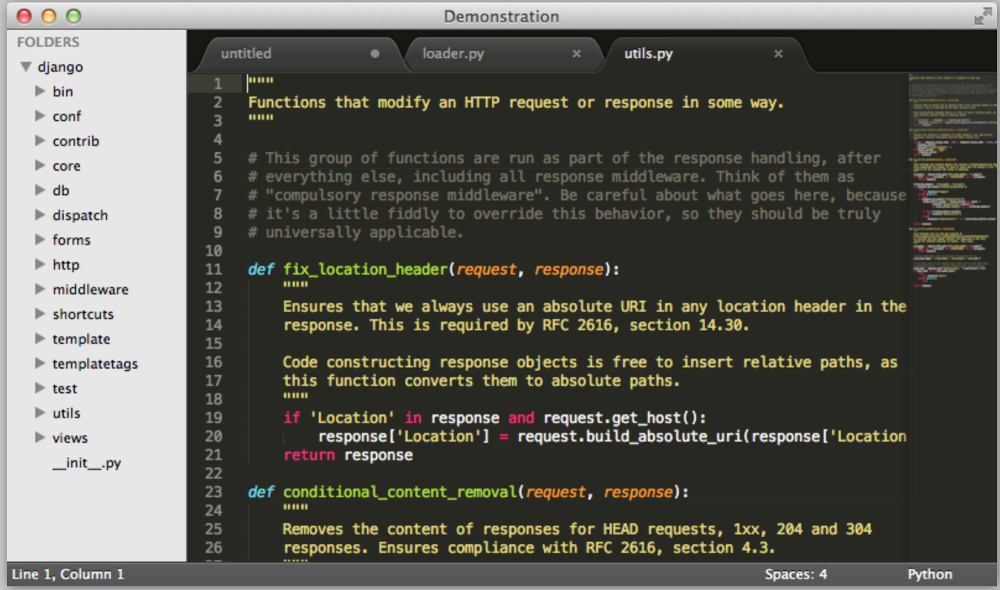 Demonstration
FOLDERS
django
bin
conf
contrib
core
db
dispatch
forms
http
middleware
shortcuts
template
templatetags
test
utils
views
__init__.py
untitled
loader.py
utils.py
1 """
2 Functions that modify an HTTP request or response in some way.
3 """
4
5 # This group of functions are run as part of the response handling, after
6 # everything else, including all response middleware. Think of them as
7 # "compulsory response middleware". Be careful about what goes here, because
8 # it's a little fiddly to override this behavior, so they should be truly
9 # universally applicable.
10
11 def fix_location_header(request, response):
12     """
13     Ensures that we always use an absolute URI in any location header in the
14     response. This is required by RFC 2616, section 14.30.
15
16     Code constructing response objects is free to insert relative paths, as
17     this function converts them to absolute paths.
18     """
19     if 'Location' in response and request.get_host():
20         response['Location'] = request.build_absolute_uri(response['Location
21     return response
22
23 def conditional_content_removal(request, response):
24     """
25     Removes the content of responses for HEAD requests, 1xx, 204 and 304
26     responses. Ensures compliance with RFC 2616, section 4.3.
Line 1, Column 1
Spaces: 4
Python